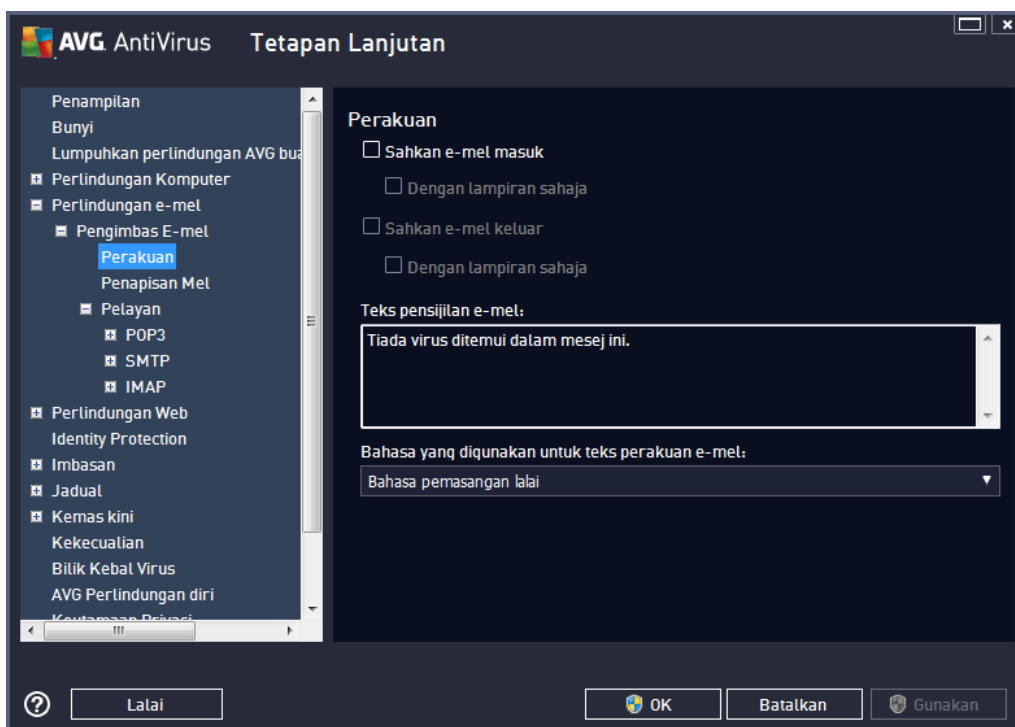 AVG AntiVirus Tetapan Lanjutan
Penampilan
Bunyi
Lumpuhkan perlindungan AVG bua
Perlindungan Komputer
Perlindungan e-mel
Pengimbas E-mel
Perakuan
Penapisan Mel
Pelayan
POP3
SMTP
IMAP
Perlindungan Web
Identity Protection
Imbasan
Jadual
Kemas kini
Kekecualian
Bilik Kebal Virus
AVG Perlindungan diri
Keutamaan Privasi
Perakuan
Sahkan e-mel masuk
Dengan lampiran sahaja
Sahkan e-mel keluar
Dengan lampiran sahaja
Teks pensijilan e-mel:
Tiada virus ditemui dalam mesej ini.
Bahasa yang digunakan untuk teks perakuan e-mel:
Bahasa pemasangan lalai
Lalai
OK
Batalkan
Gunakan